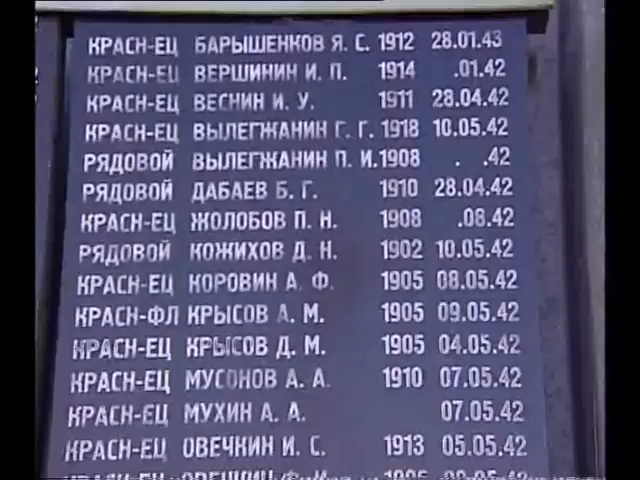 КРАСН-ЕЦ БАРЫШЕНКОВ Я. С. 1912 28.01.43
КРАСН-ЕЦ ВЕРШИНИН И. П. 1914 .01.42
КРАСН-ЕЦ ВЕСНИН И. У. 1911 28.04.42
КРАСН-ЕЦ ВЫЛЕГЖАНИН Г. Г. 1918 10.05.42
РЯДОВОЙ ВЫЛЕГЖАНИН П. И. 1908 . .42
РЯДОВОЙ ДАБАЕВ Б. Г. 1910 28.04.42
КРАСН-ЕЦ ЖОЛОБОВ П. Н. 1908 .08.42
РЯДОВОЙ КОЖИХОВ Д. Н. 1902 10.05.42
КРАСН-ЕЦ КОРОВИН А. Ф. 1905 08.05.42
КРАСН-ФЛ КРЫСОВ А. М. 1905 09.05.42
КРАСН-ЕЦ КРЫСОВ Д. М. 1905 04.05.42
КРАСН-ЕЦ МУСОНОВ А. А. 1910 07.05.42
КРАСН-ЕЦ МУХИН А. А. 07.05.42
КРАСН-ЕЦ ОВЕЧКИН И. С. 1913 05.05.42
КРАСН-ЕЦ